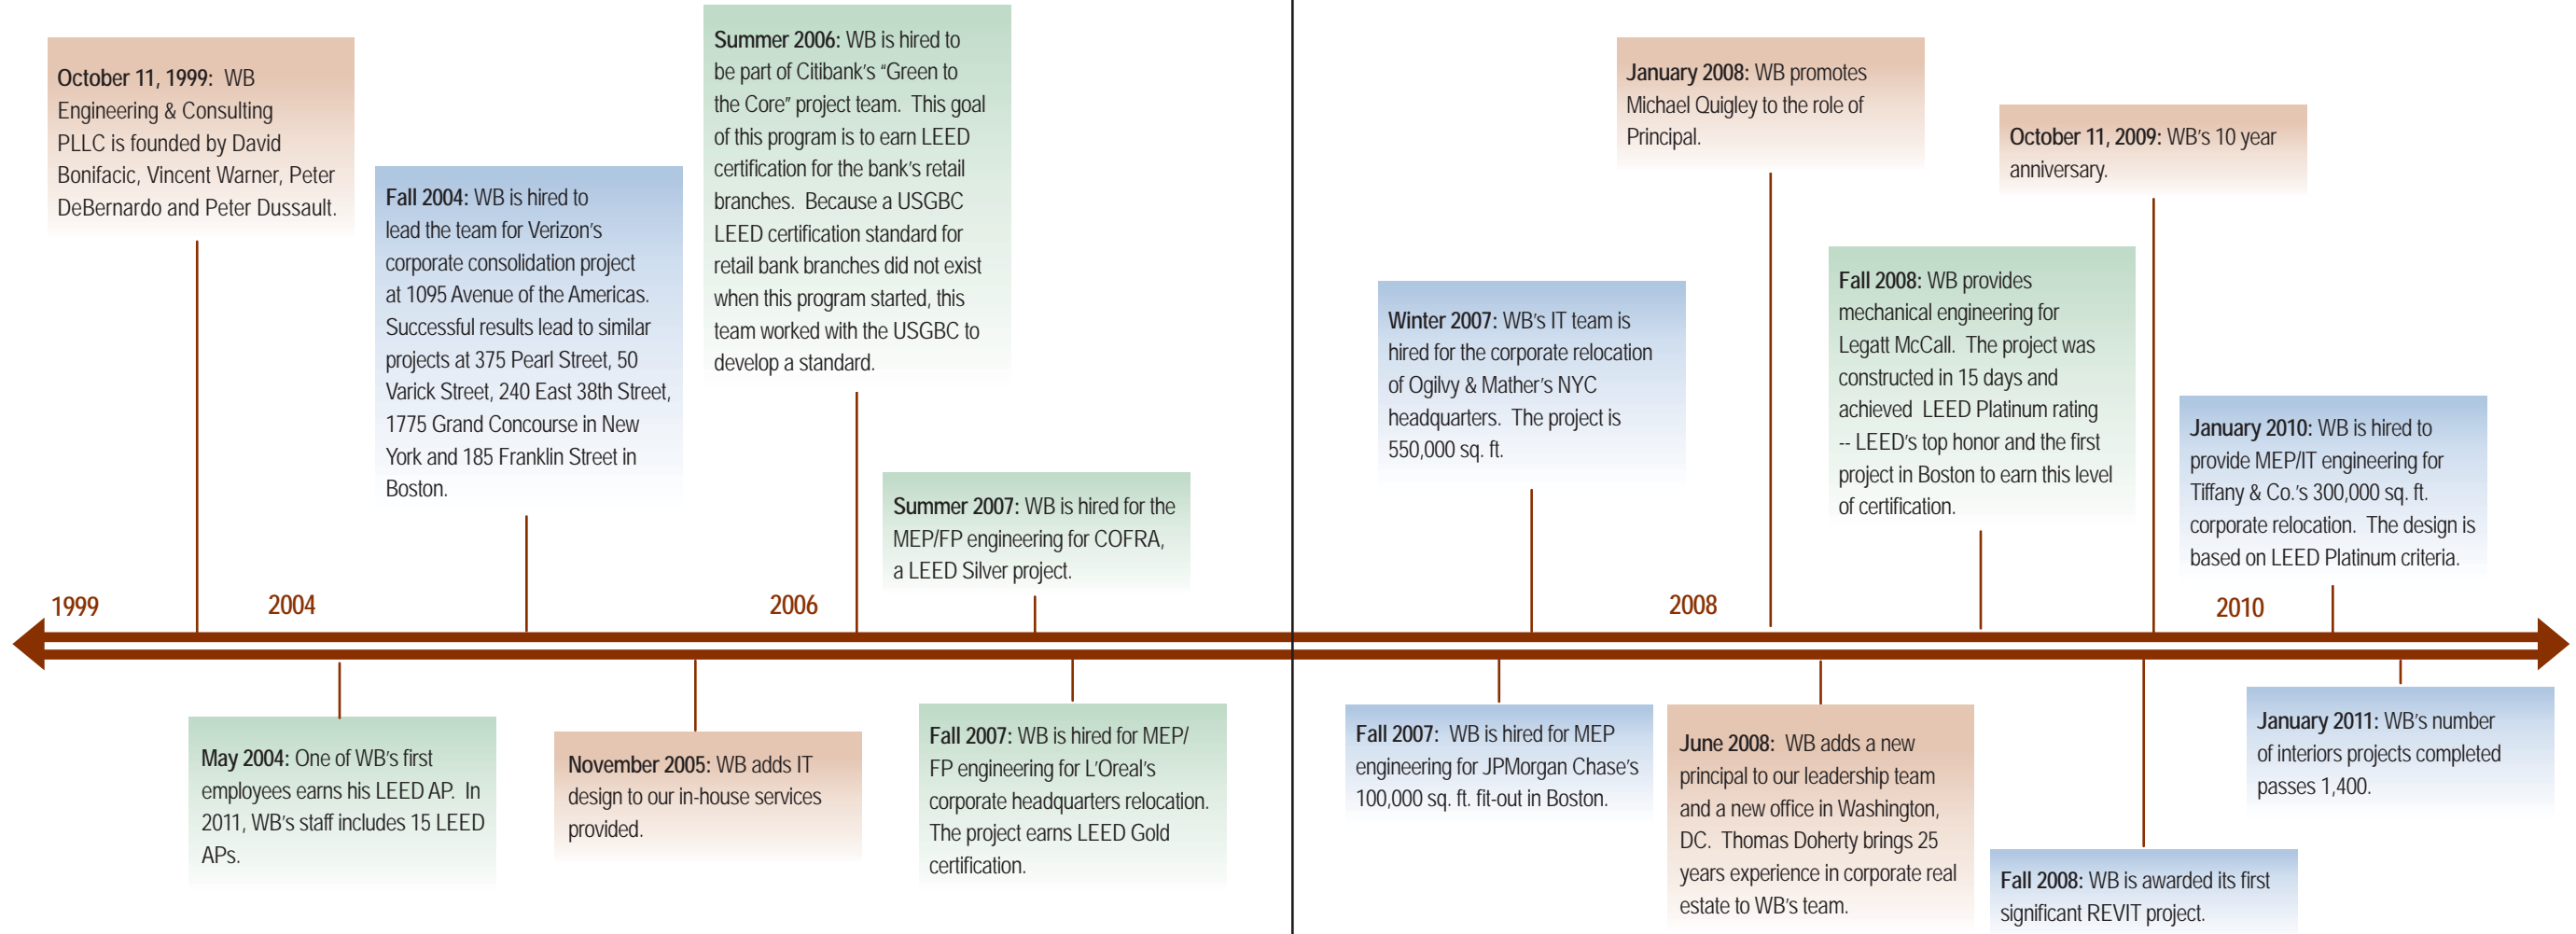 October 11, 1999:  WB
Engineering & Consulting
PLLC is founded by David
Bonifacic, Vincent Warner, Peter
DeBernardo and Peter Dussault.
Fall 2004: WB is hired to
lead the team for Verizon's
corporate consolidation project
at 1095 Avenue of the Americas.
Successful results lead to similar
projects at 375 Pearl Street, 50
Varick Street, 240 East 38th Street,
1775 Grand Concourse in New
York and 185 Franklin Street in
Boston.
Summer 2006: WB is hired to
be part of Citibank's "Green to
the Core" project team.  This goal
of this program is to earn LEED
certification for the bank's retail
branches.  Because a USGBC
LEED certification standard for
retail bank branches did not exist
when this program started, this
team worked with the USGBC to
develop a standard.
Summer 2007: WB is hired for the
MEP/FP engineering for COFRA,
a LEED Silver project.
Winter 2007: WB's IT team is
hired for the corporate relocation
of Ogilvy & Mather's NYC
headquarters.  The project is
550,000 sq. ft.
January 2008: WB promotes
Michael Quigley to the role of
Principal.
Fall 2008: WB provides
mechanical engineering for
Legatt McCall.  The project was
constructed in 15 days and
achieved  LEED Platinum rating
-- LEED's top honor and the first
project in Boston to earn this level
of certification.
October 11, 2009: WB's 10 year
anniversary.
January 2010: WB is hired to
provide MEP/IT engineering for
Tiffany & Co.'s 300,000 sq. ft.
corporate relocation.  The design is
based on LEED Platinum criteria.
1999
2004
2006
2008
2010
May 2004: One of WB's first
employees earns his LEED AP.  In
2011, WB's staff includes 15 LEED
APs.
November 2005: WB adds IT
design to our in-house services
provided.
Fall 2007: WB is hired for MEP/
FP engineering for L'Oreal's
corporate headquarters relocation.
The project earns LEED Gold
certification.
Fall 2007:  WB is hired for MEP
engineering for JPMorgan Chase's
100,000 sq. ft. fit-out in Boston.
June 2008:  WB adds a new
principal to our leadership team
and a new office in Washington,
DC.  Thomas Doherty brings 25
years experience in corporate real
estate to WB's team.
Fall 2008: WB is awarded its first
significant REVIT project.
January 2011: WB's number
of interiors projects completed
passes 1,400.